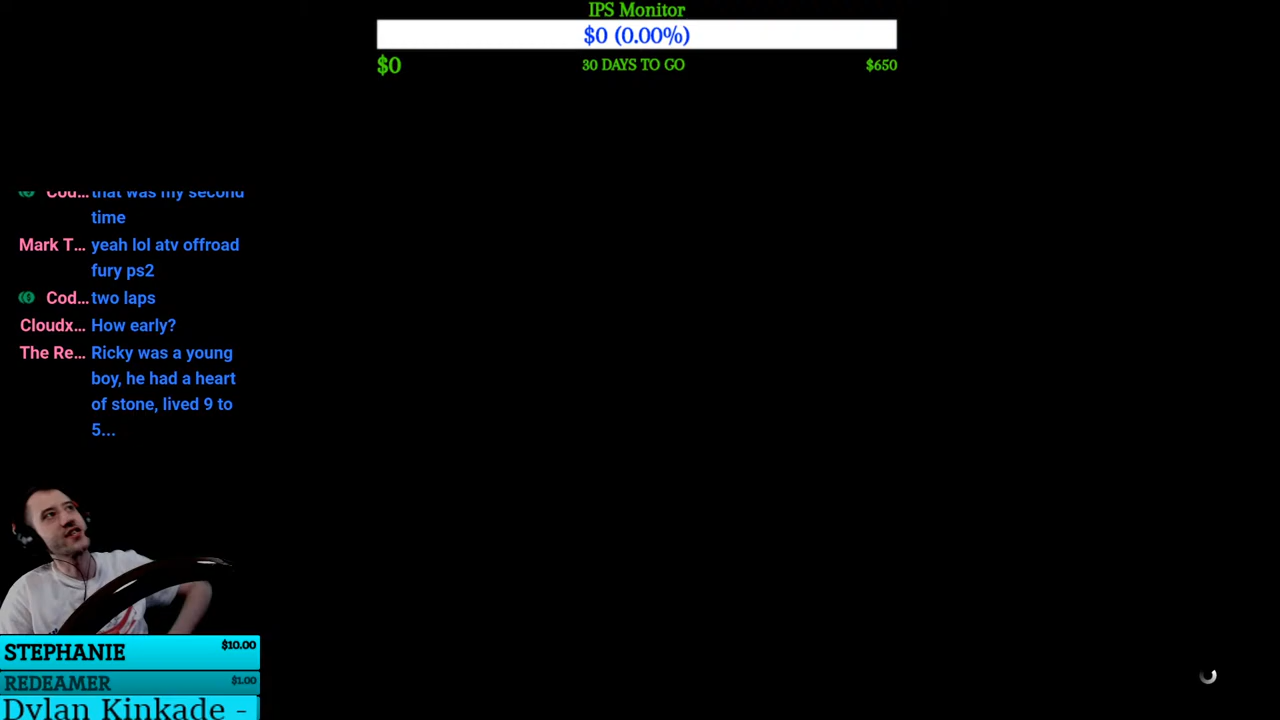 IPS Monitor
$0 (0.00%)
$0 30 DAYS TO GO $650
Cou... that was my second
time
Mark T... yeah lol atv offroad
fury ps2
Cod... two laps
Cloudx... How early?
The Re... Ricky was a young
boy, he had a heart
of stone, lived 9 to
5...
STEPHANIE $10.00
REDEAMER $1.00
Dylan Kinkade -